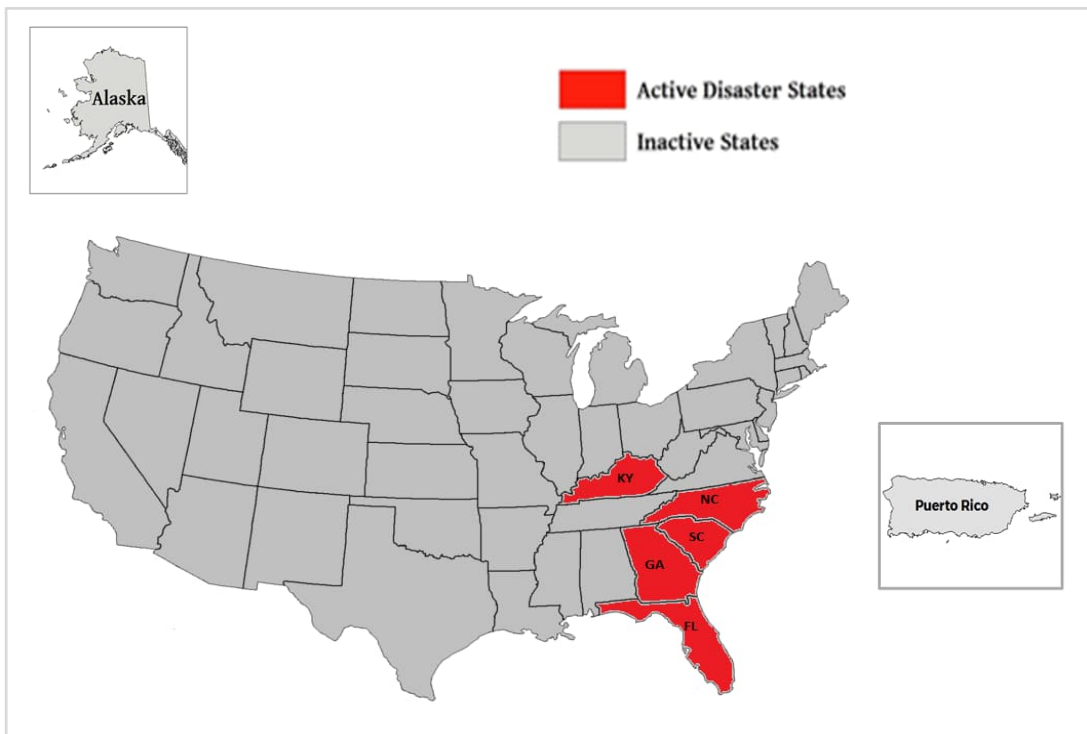 Alaska
Active Disaster States
Inactive States
KY
NC
SC
GA
FL
Puerto Rico